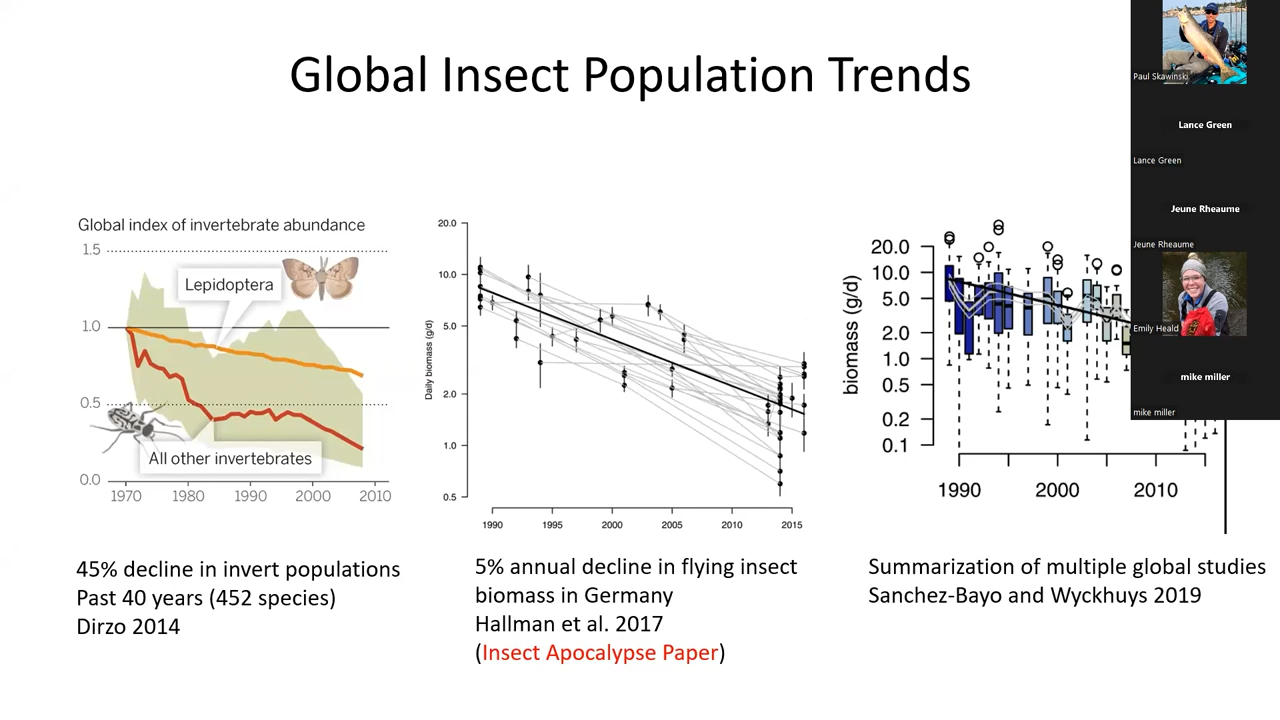 Global Insect Population Trends
Global index of invertebrate abundance
1.5
Lepidoptera
1.0
0.5
All other invertebrates
0.0
1970 1980 1990 2000 2010
20.0
10.0
5.0
2.0
1.0
0.5
Daily biomass (g/d)
1990 1995 2000 2005 2010 2015
biomass (g/d)
20.0
10.0
5.0
2.0
1.0
0.5
0.2
0.1
1990 2000 2010
45% decline in invert populations
Past 40 years (452 species)
Dirzo 2014
5% annual decline in flying insect
biomass in Germany
Hallman et al. 2017
(Insect Apocalypse Paper)
Summarization of multiple global studies
Sanchez-Bayo and Wyckhuys 2019
Paul Skawinski
Lance Green
Lance Green
Jeune Rheaume
Jeune Rheaume
Emily Heald
mike miller
mike miller